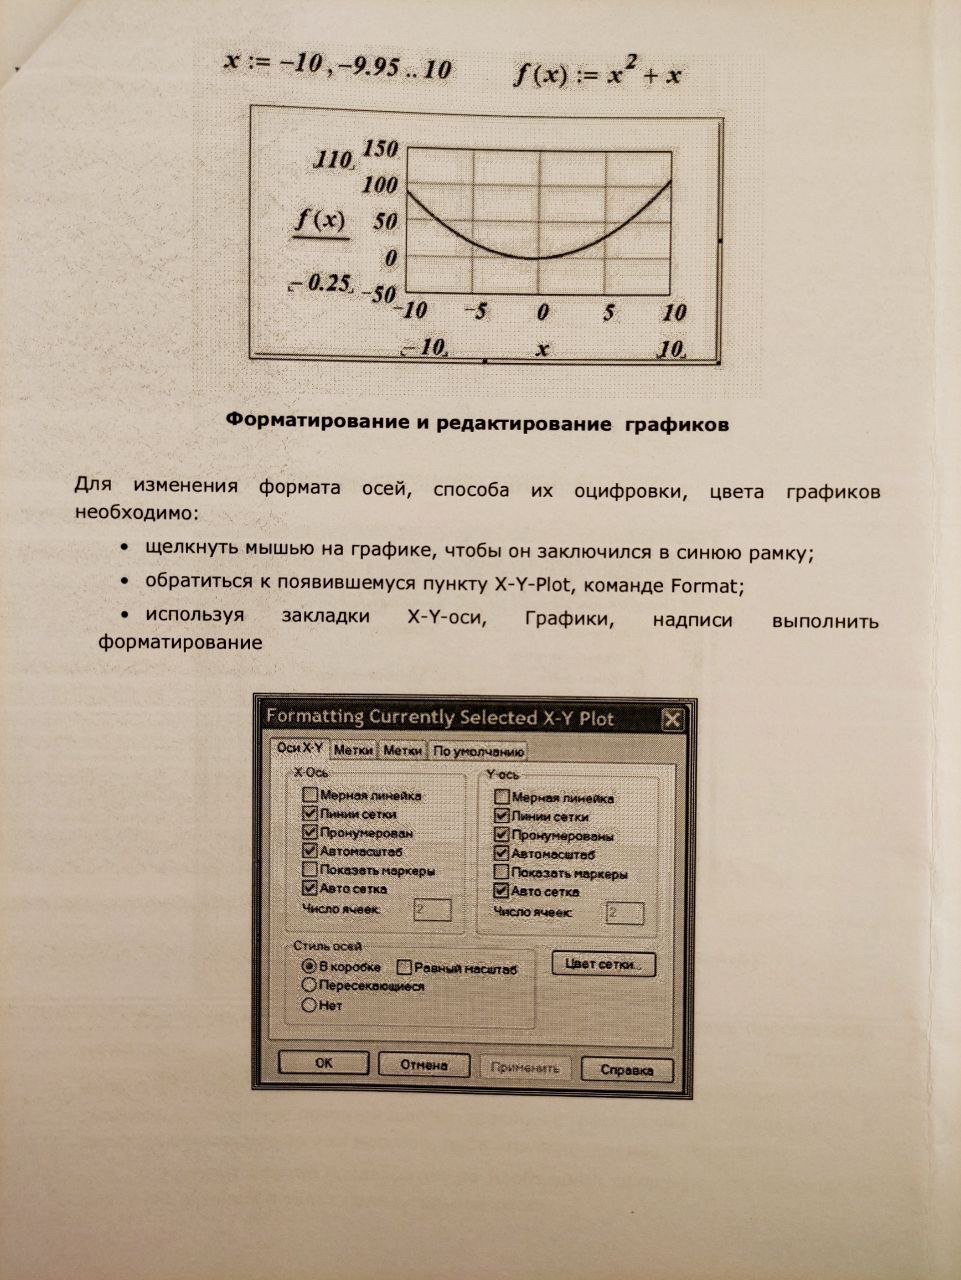 x := −10 , −9.95 .. 10 f(x) := x² + x
110 150
100
f(x) 50
0
−0.25 −50
−10 −5 0 5 10
−10 x 10
Форматирование и редактирование графиков
Для изменения формата осей, способа их оцифровки, цвета графиков
необходимо:
• щелкнуть мышью на графике, чтобы он заключился в синюю рамку;
• обратиться к появившемуся пункту X-Y-Plot, команде Format;
• используя закладки X-Y-оси, Графики, надписи выполнить
форматирование
Formatting Currently Selected X-Y Plot
Оси X-Y Метки Метки По умолчанию
X-Ось Y-ось
Мерная линейка Мерная линейка
Линии сетки Линии сетки
Пронумерован Пронумерованы
Автомасштаб Автомасштаб
Показать маркеры Показать маркеры
Авто сетка Авто сетка
Число ячеек: 2 Число ячеек: 2
Стиль осей
В коробке Равный масштаб Цвет сетки...
Пересекающиеся
Нет
OK Отмена Применить Справка